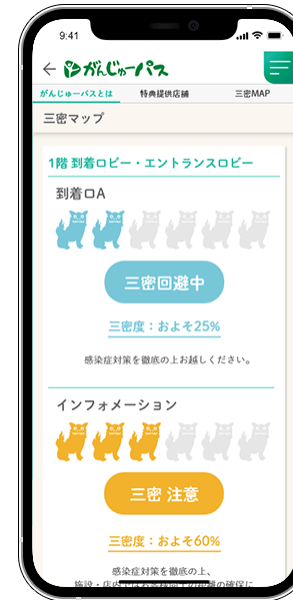 9:41
がんじゅーパス
がんじゅーパスとは 特典提供店舗 三密MAP
三密マップ
1階 到着ロビー・エントランスロビー
到着口A
三密回避中
三密度：およそ25%
感染症対策を徹底の上お越しください。
インフォメーション
三密 注意
三密度：およそ60%
感染症対策を徹底の上、
施設・店内では